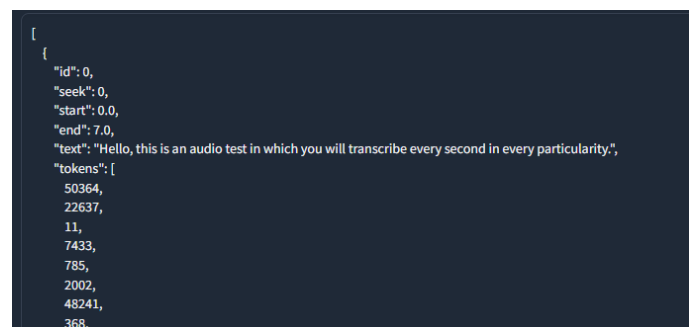 [
{
"id": 0,
"seek": 0,
"start": 0.0,
"end": 7.0,
"text": "Hello, this is an audio test in which you will transcribe every second in every particularity.",
"tokens": [
50364,
22637,
11,
7433,
785,
2002,
48241,
368,